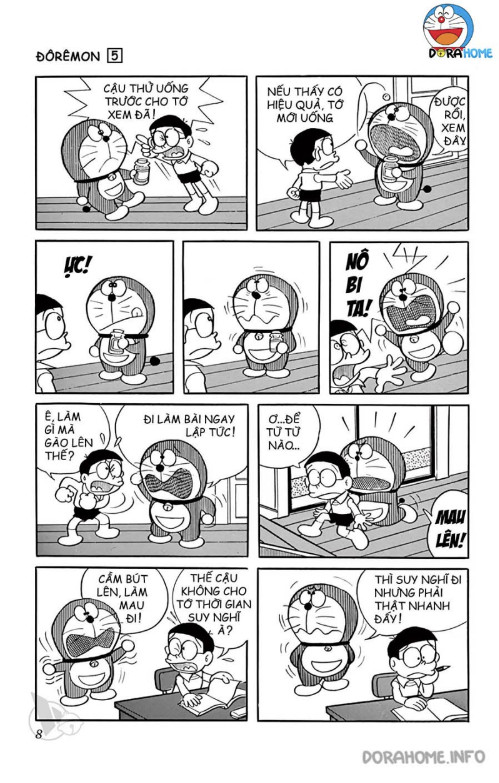 DORAHOME
ĐÔRÊMON 5
CẬU THỬ UỐNG
TRƯỚC CHO TỚ
XEM ĐÃ!
NẾU THẤY CÓ
HIỆU QUẢ, TỚ
MỚI UỐNG.
ĐƯỢC
RỒI,
XEM
ĐÂY
ỰC!
NÔ
BI
TA!
Ê, LÀM
GÌ MÀ
GÀO LÊN
THẾ?
ĐI LÀM BÀI NGAY
LẬP TỨC!
Ơ...ĐỂ
TỪ TỪ
NÀO...
MAU
LÊN!
CẦM BÚT
LÊN, LÀM
MAU
ĐI!
THẾ CẬU
KHÔNG CHO
TỚ THỜI GIAN
SUY NGHĨ
À?
THÌ SUY NGHĨ ĐI
NHƯNG PHẢI
THẬT NHANH
ĐẤY!
8
DORAHOME.INFO